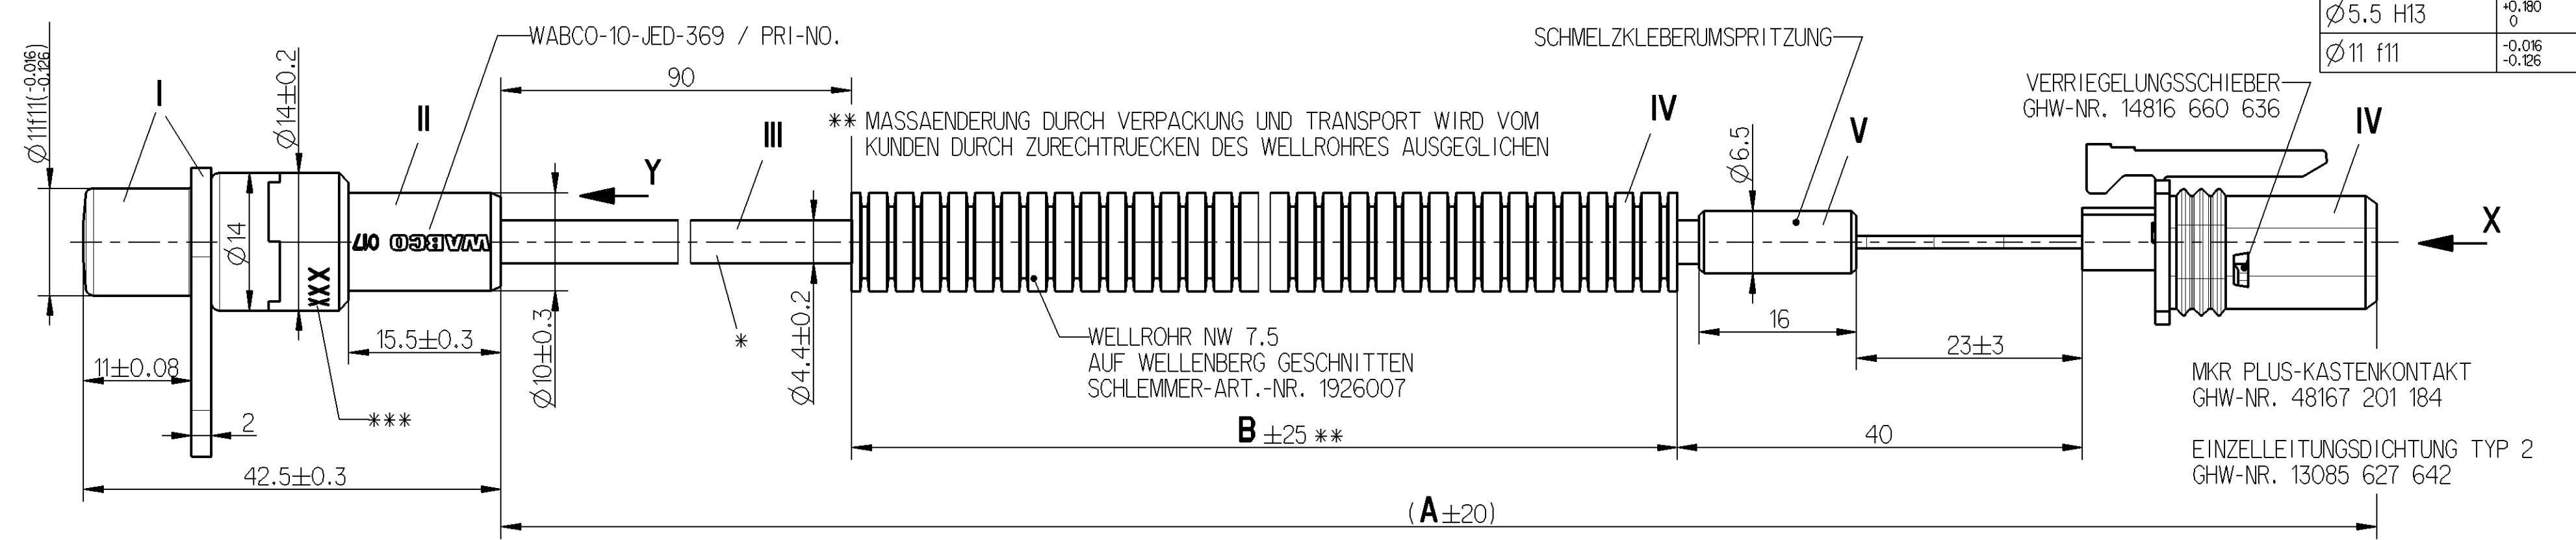 WABCO-10-JED-369 / PRI-NO.
SCHMELZKLEBERUMSPRITZUNG
Ø5.5 H13
+0.180
0
Ø11 f11
-0.016
-0.126
Ø11f11(-0.016
-0.126)
I
Ø14±0.2
II
90
III
Y
** MASSAENDERUNG DURCH VERPACKUNG UND TRANSPORT WIRD VOM
KUNDEN DURCH ZURECHTRUECKEN DES WELLROHRES AUSGEGLICHEN
IV
Ø6.5
V
VERRIEGELUNGSSCHIEBER
GHW-NR. 14816 660 636
IV
X
Ø14
WABCO 017
XXX
15.5±0.3
11±0.08
2
***
42.5±0.3
Ø10±0.3
*
Ø4.4±0.2
WELLROHR NW 7.5
AUF WELLENBERG GESCHNITTEN
SCHLEMMER-ART.-NR. 1926007
B ±25 **
16
23±3
40
MKR PLUS-KASTENKONTAKT
GHW-NR. 48167 201 184
EINZELLEITUNGSDICHTUNG TYP 2
GHW-NR. 13085 627 642
(A ±20)